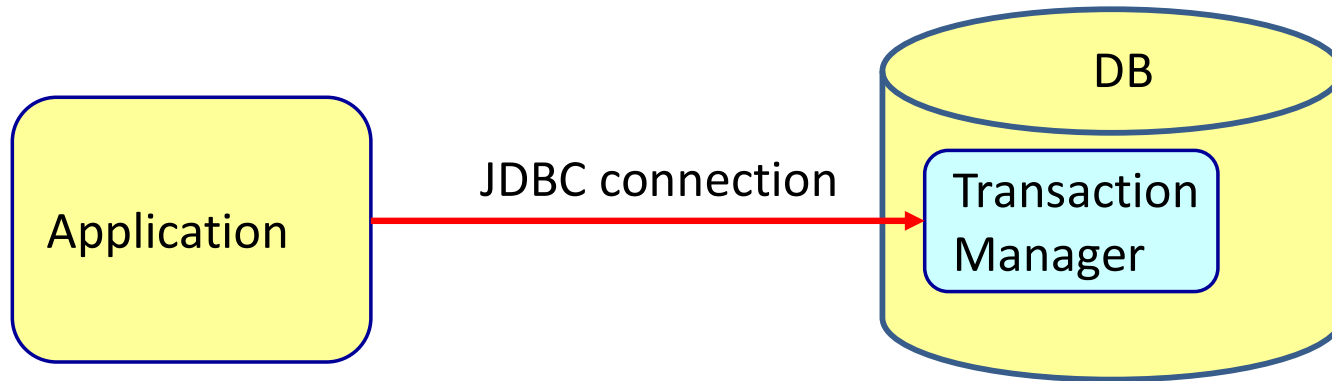 DB
JDBC connection
Transaction
Manager
Application